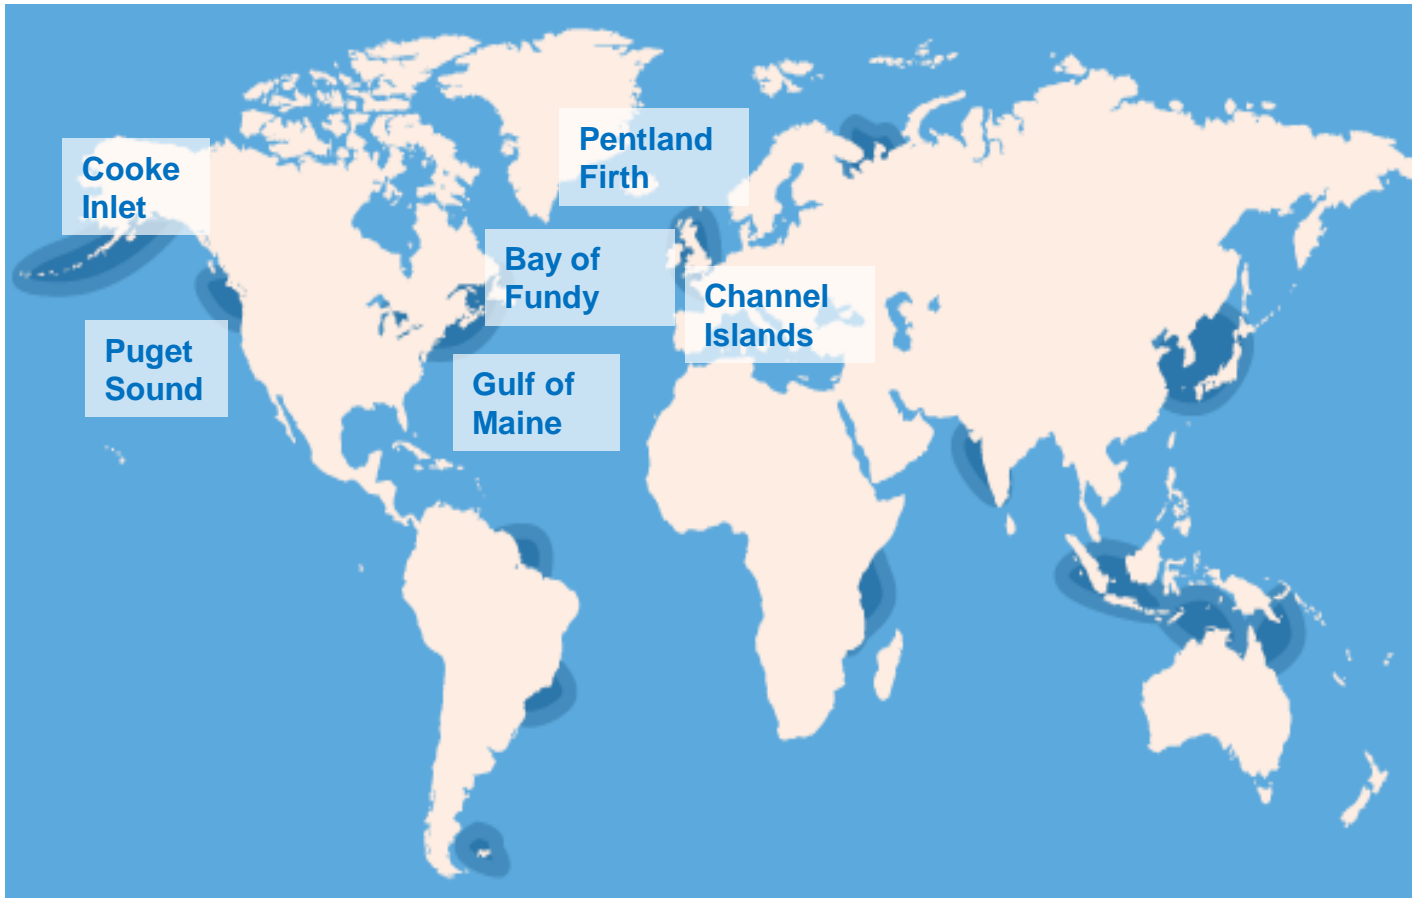 Cooke
Inlet
Pentland
Firth
Bay of
Fundy
Channel
Islands
Puget
Sound
Gulf of
Maine